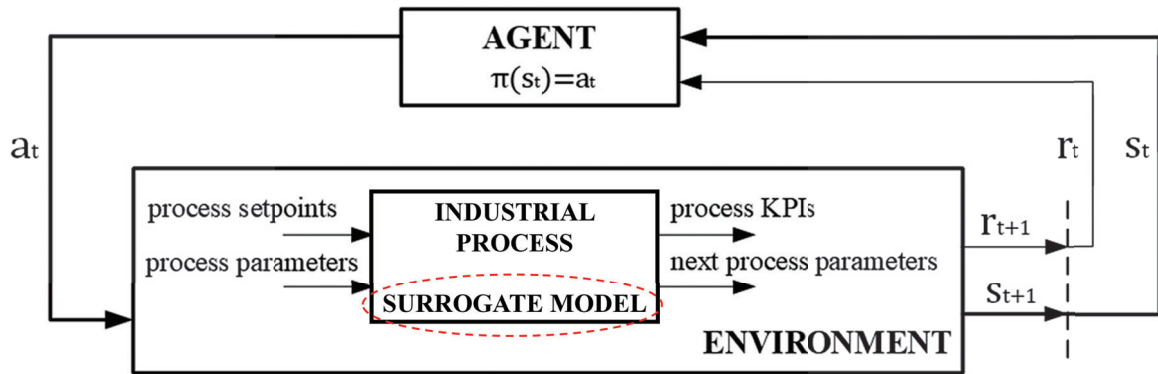 AGENT
π(st)=at
at
rt
st
process setpoints
process parameters
INDUSTRIAL
PROCESS
SURROGATE MODEL
process KPIs
next process parameters
rt+1
st+1
ENVIRONMENT